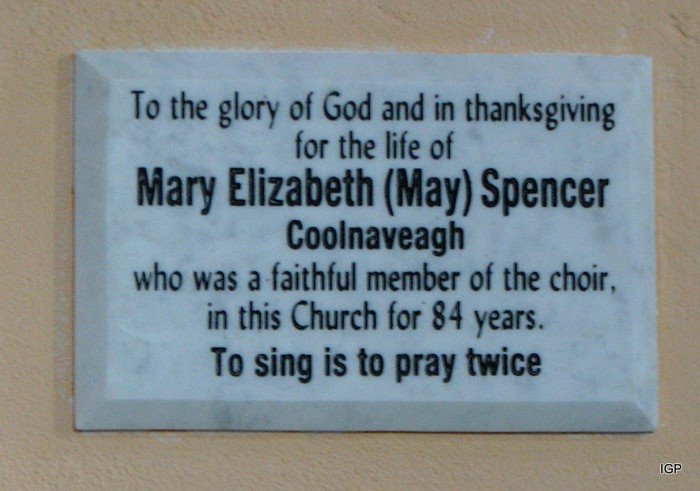 To the glory of God and in thanksgiving
for the life of
Mary Elizabeth (May) Spencer
Coolnaveagh
who was a faithful member of the choir,
in this Church for 84 years.
To sing is to pray twice
IGP